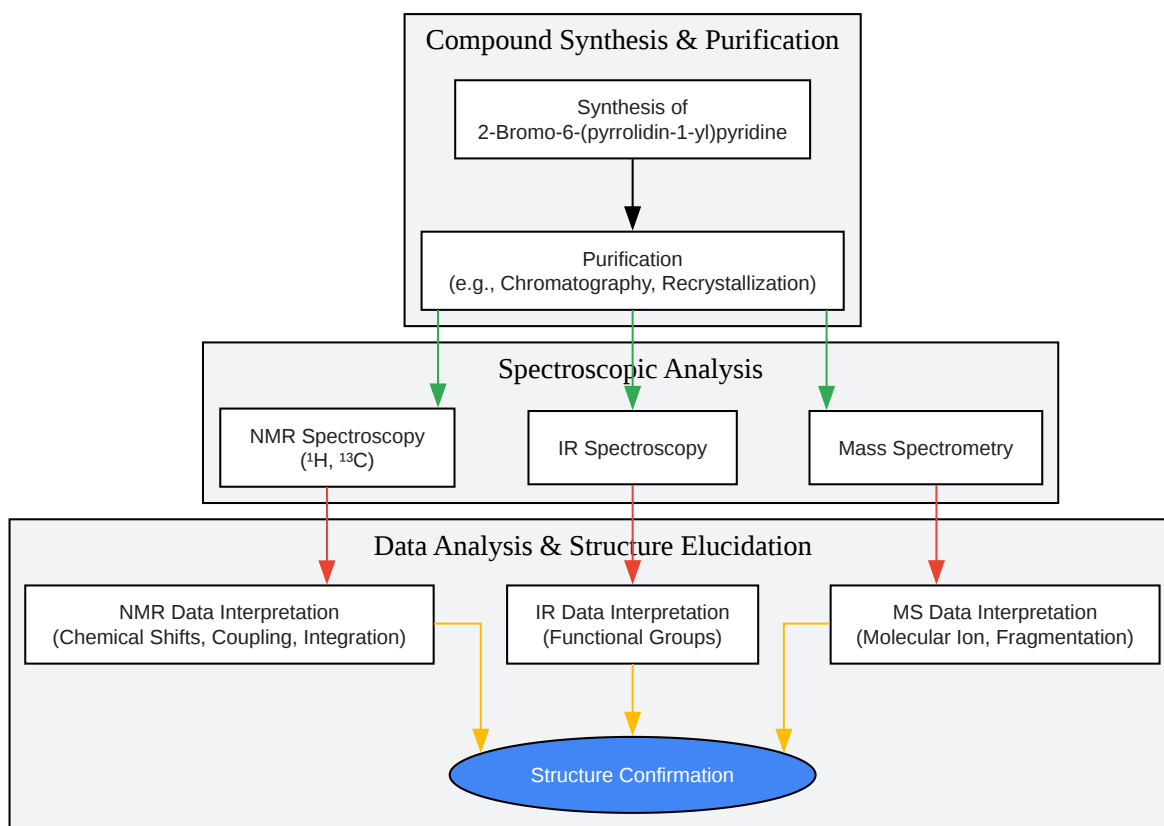 Compound Synthesis & Purification
Synthesis of
2-Bromo-6-(pyrrolidin-1-yl)pyridine
Purification
(e.g., Chromatography, Recrystallization)
Spectroscopic Analysis
NMR Spectroscopy
(¹H, ¹³C)
IR Spectroscopy
Mass Spectrometry
Data Analysis & Structure Elucidation
NMR Data Interpretation
(Chemical Shifts, Coupling, Integration)
IR Data Interpretation
(Functional Groups)
MS Data Interpretation
(Molecular Ion, Fragmentation)
Structure Confirmation